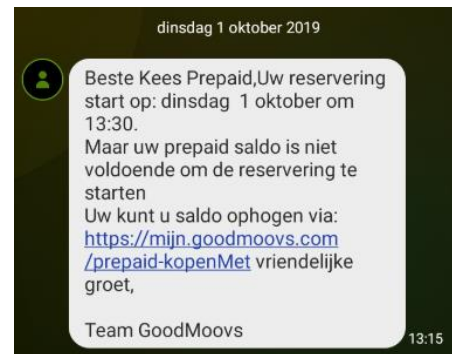 dinsdag 1 oktober 2019
Beste Kees Prepaid,Uw reservering
start op: dinsdag  1 oktober om
13:30.
Maar uw prepaid saldo is niet
voldoende om de reservering te
starten
Uw kunt u saldo ophogen via:
https://mijn.goodmoovs.com
/prepaid-kopenMet vriendelijke
groet,
Team GoodMoovs
13:15